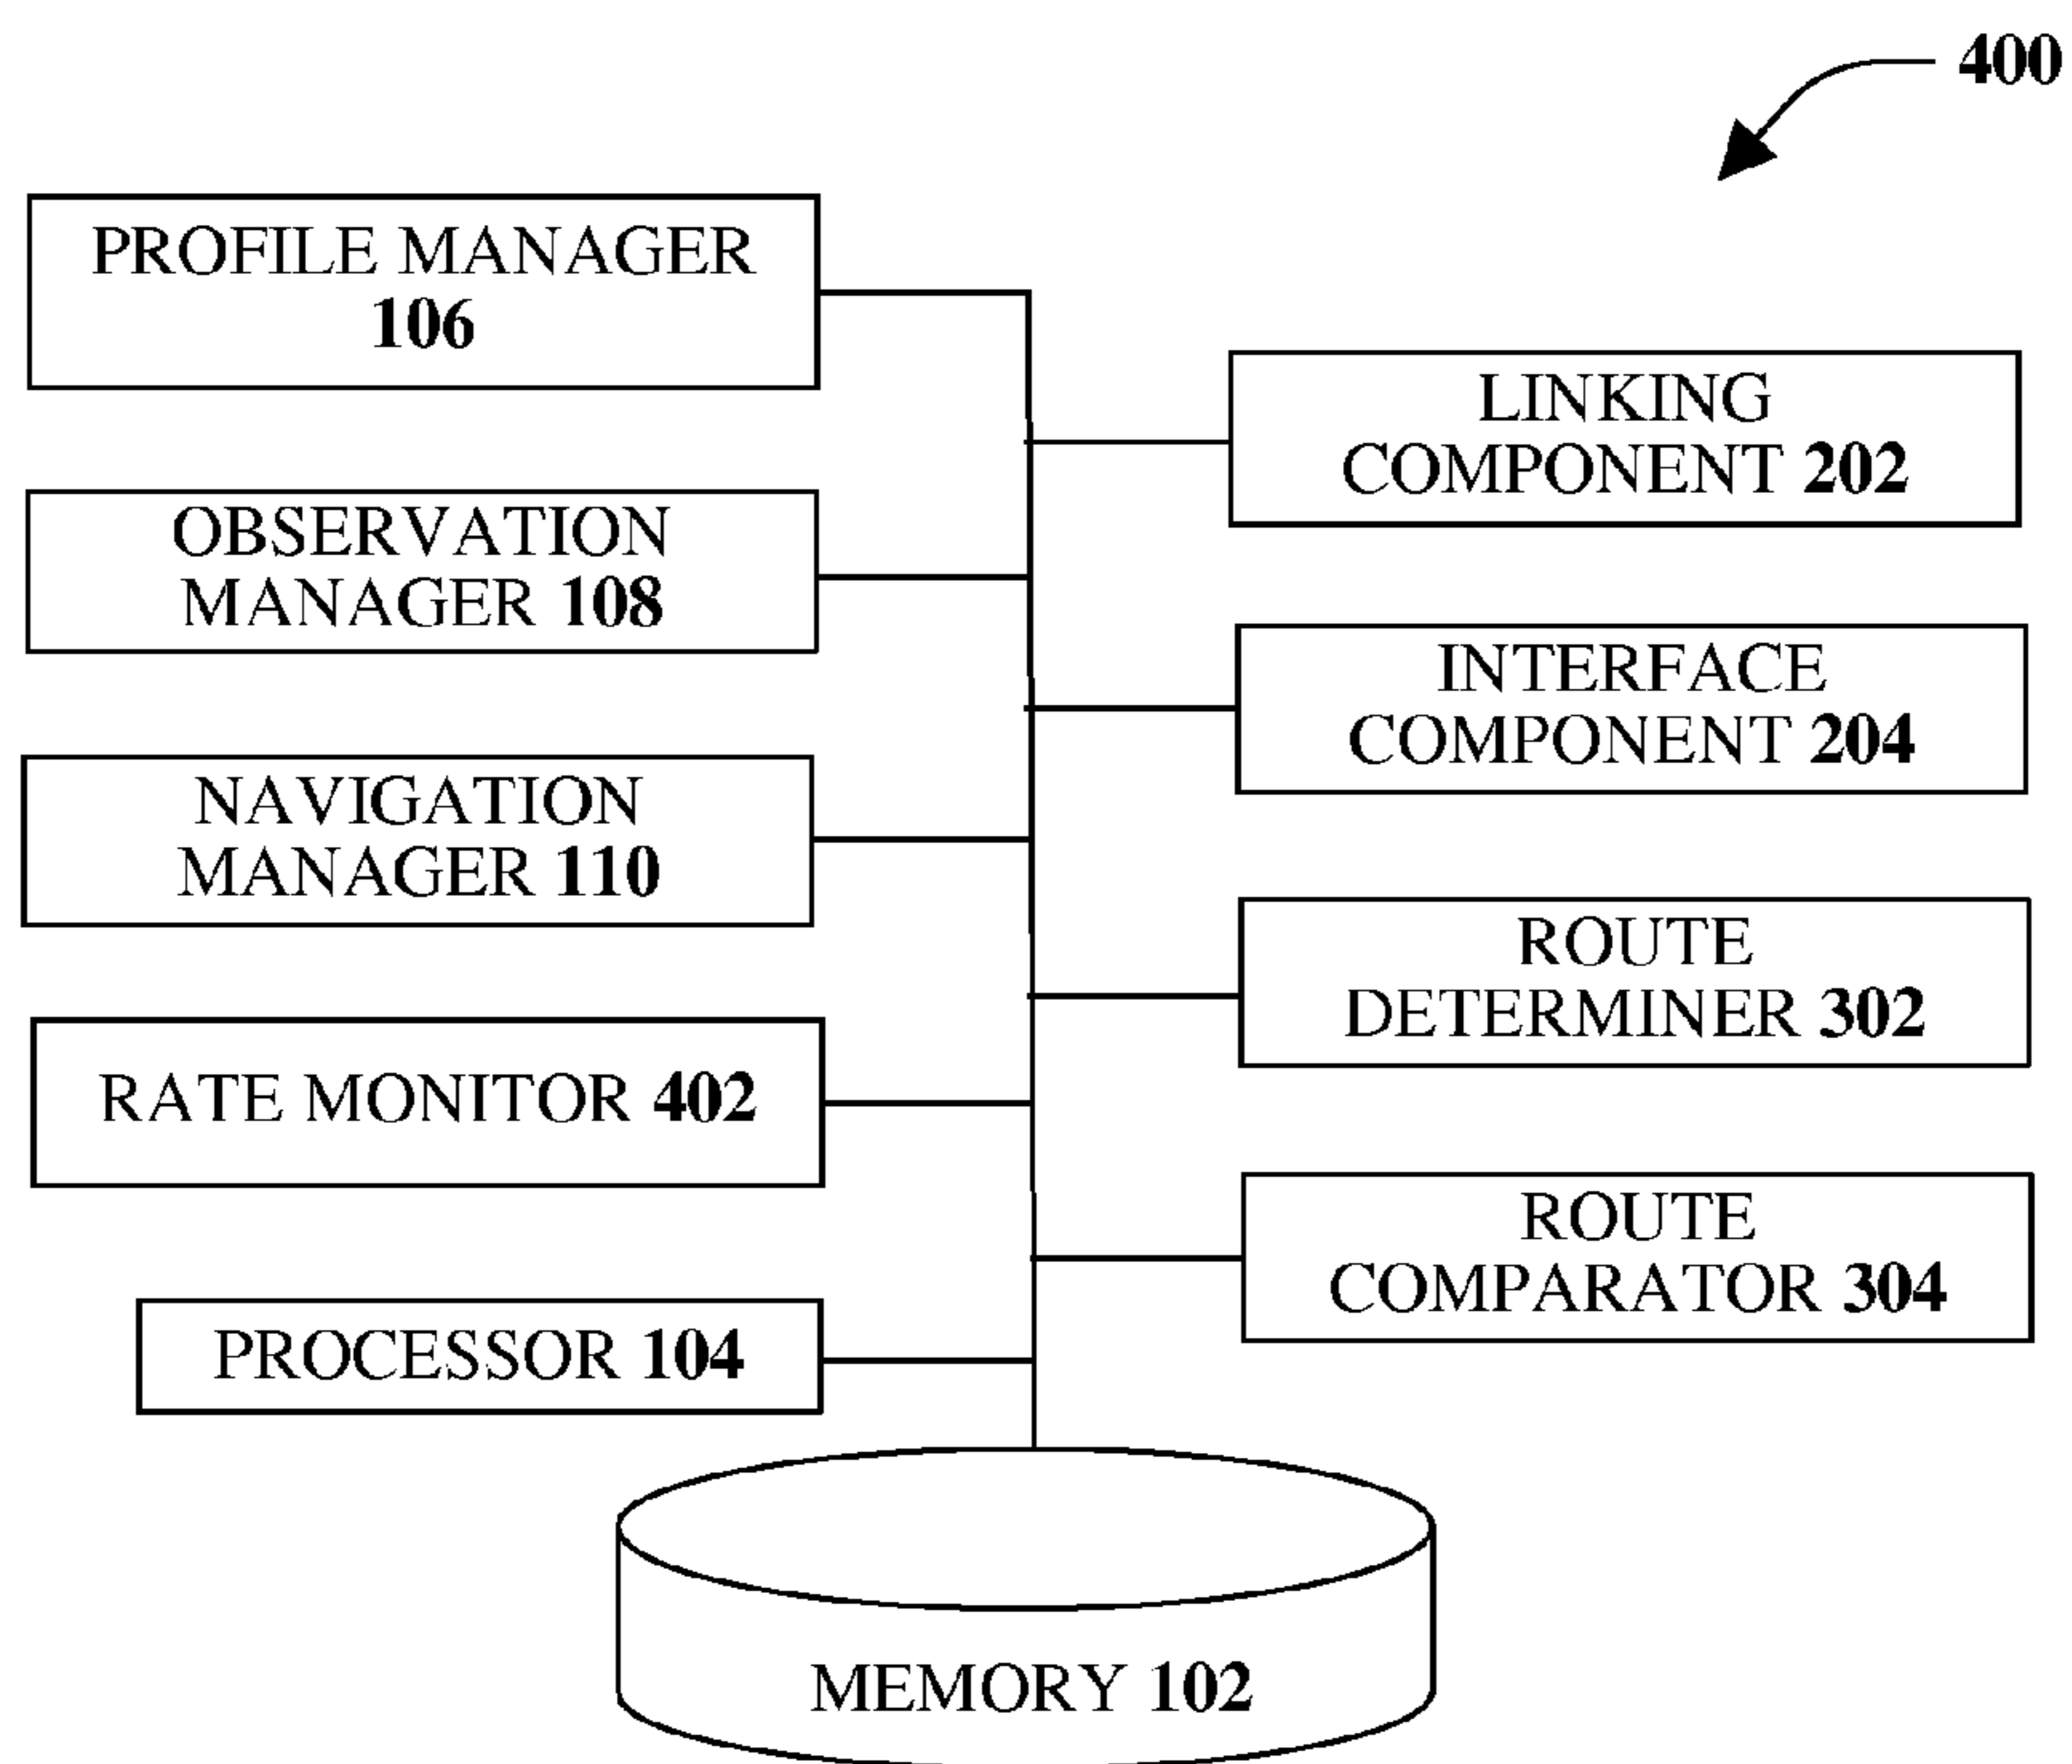 400
PROFILE MANAGER
106
LINKING
COMPONENT 202
OBSERVATION
MANAGER 108
INTERFACE
COMPONENT 204
NAVIGATION
MANAGER 110
ROUTE
DETERMINER 302
RATE MONITOR 402
ROUTE
COMPARATOR 304
PROCESSOR 104
MEMORY 102